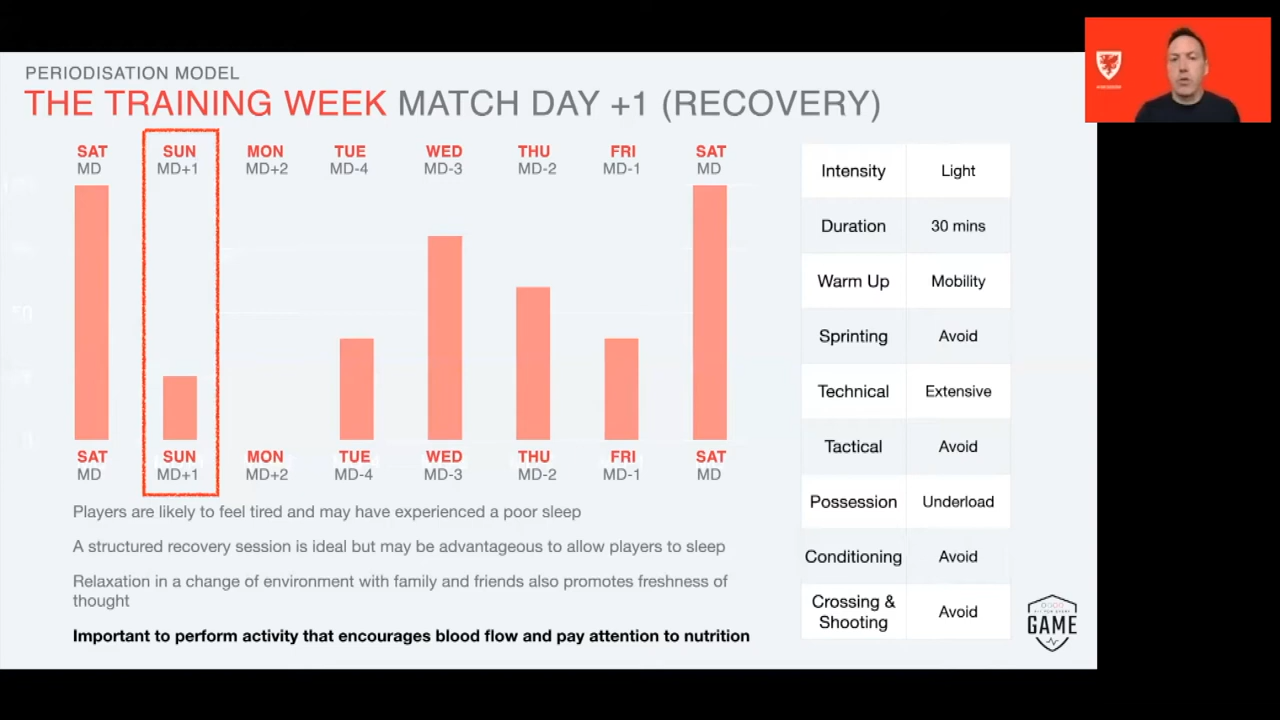 PERIODISATION MODEL
THE TRAINING WEEK MATCH DAY +1 (RECOVERY)
SAT SUN MON TUE WED THU FRI SAT
MD MD+1 MD+2 MD-4 MD-3 MD-2 MD-1 MD
50
0
SAT SUN MON TUE WED THU FRI SAT
MD MD+1 MD+2 MD-4 MD-3 MD-2 MD-1 MD
Players are likely to feel tired and may have experienced a poor sleep
A structured recovery session is ideal but may be advantageous to allow players to sleep
Relaxation in a change of environment with family and friends also promotes freshness of
thought
Important to perform activity that encourages blood flow and pay attention to nutrition
Intensity Light
Duration 30 mins
Warm Up Mobility
Sprinting Avoid
Technical Extensive
Tactical Avoid
Possession Underload
Conditioning Avoid
Crossing &
Shooting Avoid
GAME